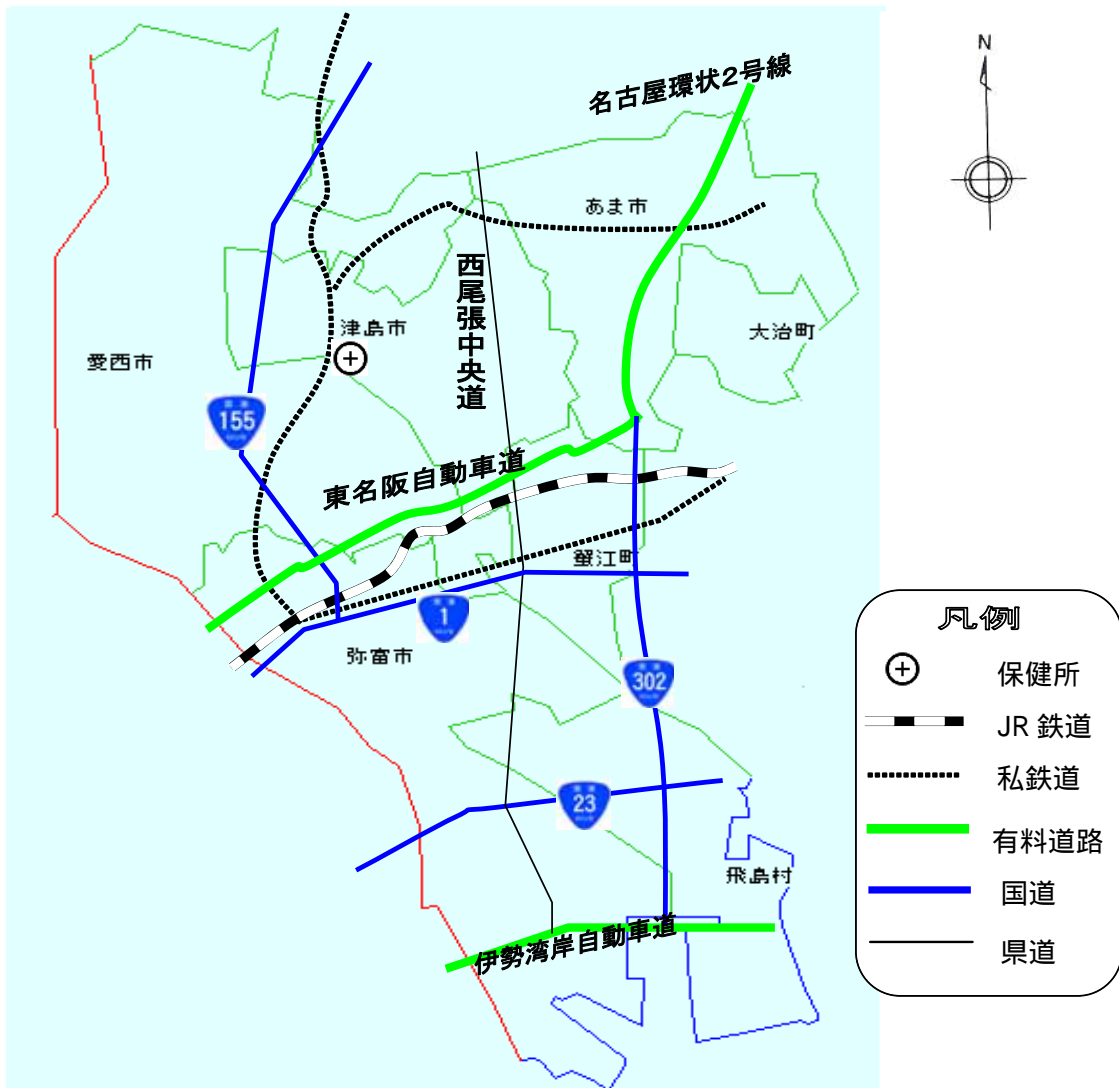 N
名古屋環状2号線
あま市
西尾張中央道
津島市
大治町
愛西市
155
東名阪自動車道
蟹江町
1
弥富市
302
23
飛島村
伊勢湾岸自動車道
凡例
保健所
JR 鉄道
私鉄道
有料道路
国道
県道